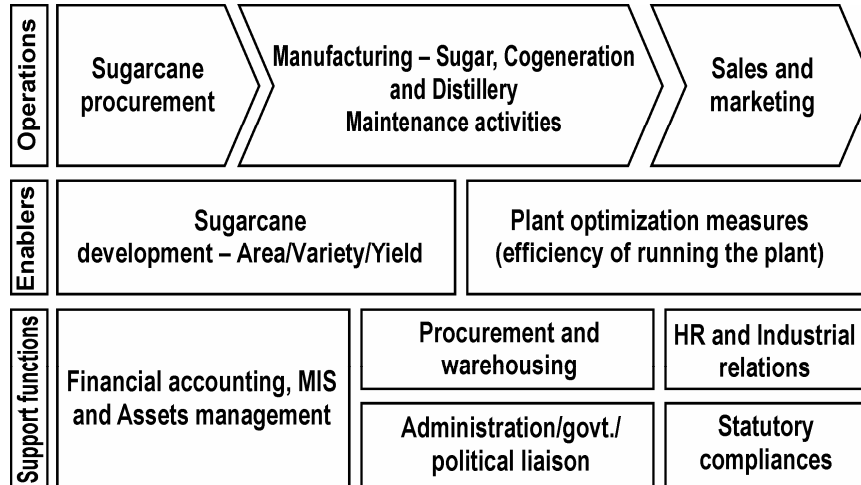 Operations
Sugarcane
procurement
Manufacturing – Sugar, Cogeneration
and Distillery
Maintenance activities
Sales and
marketing
Enablers
Sugarcane
development – Area/Variety/Yield
Plant optimization measures
(efficiency of running the plant)
Support functions
Financial accounting, MIS
and Assets management
Procurement and
warehousing
HR and Industrial
relations
Administration/govt./
political liaison
Statutory
compliances